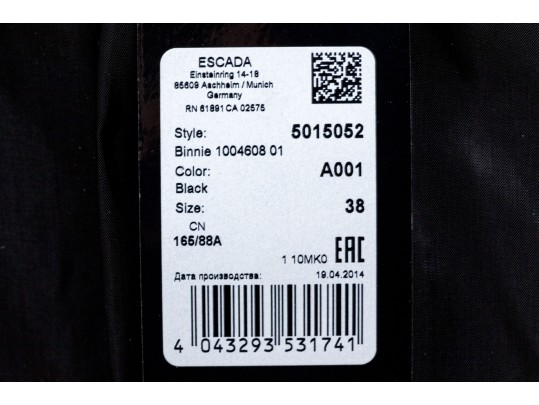 ESCADA
Einsteinring 14-18
85609 Aschheim / Munich
Germany
RN 61891 CA 02575
Style: 5015052
Binnie 1004608 01
Color: A001
Black
Size: 38
CN
165/88A
1 10MK0 EAC
Дата производства: 19.04.2014
4 043293 531741